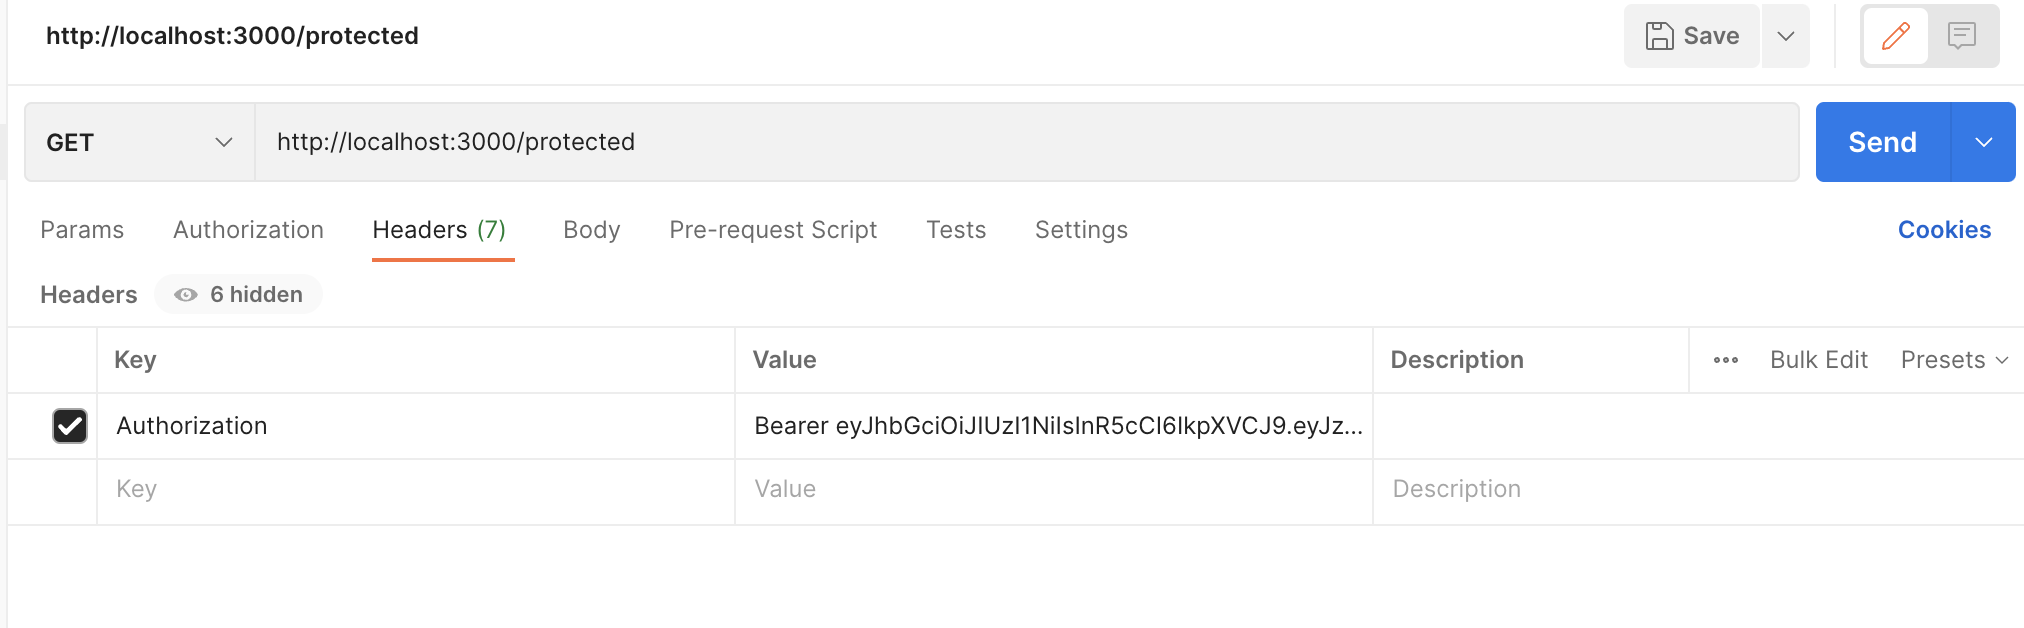 http://localhost:3000/protected
Save
GET
http://localhost:3000/protected
Send
Params Authorization Headers (7) Body Pre-request Script Tests Settings Cookies
Headers 6 hidden
Key Value Description ••• Bulk Edit Presets
Authorization Bearer eyJhbGciOiJIUzI1NiIsInR5cCI6IkpXVCJ9.eyJz...
Key Value Description